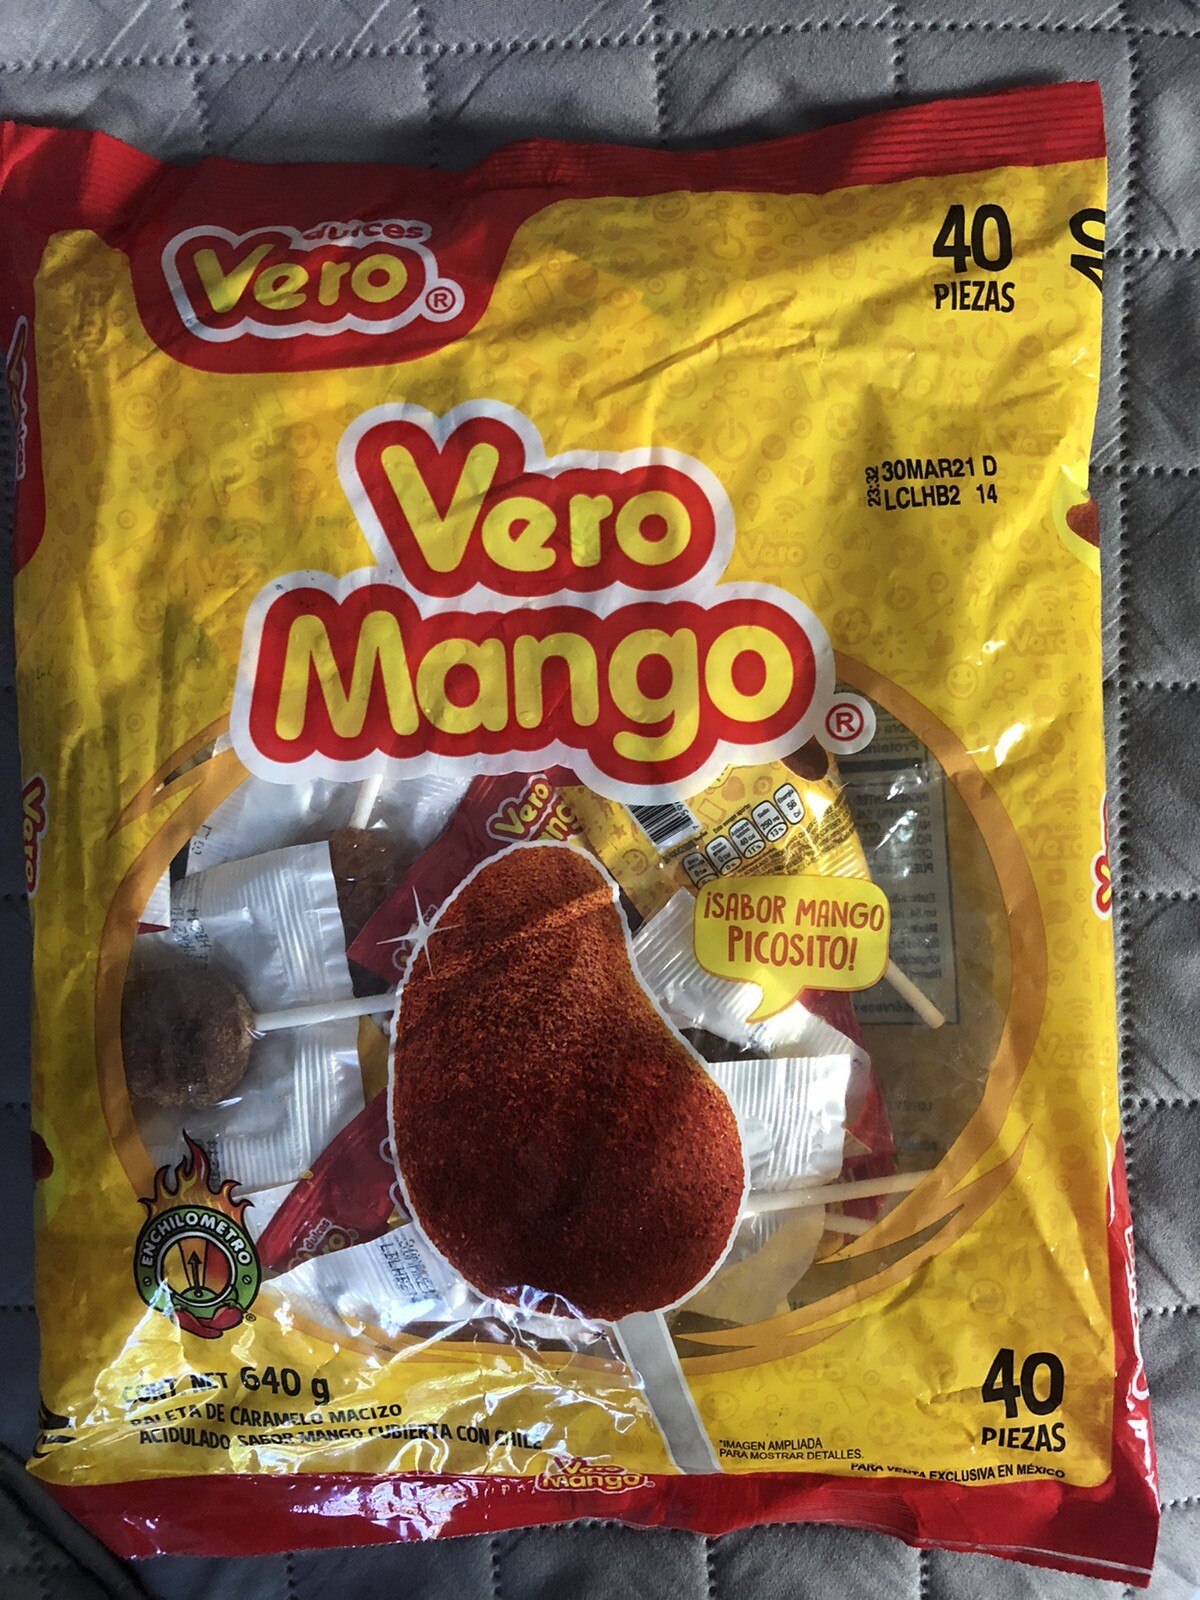 dulces
Vero ®
40
PIEZAS
40
23:32
30MAR21 D
LCLHB2 14
Vero
Mango ®
Vero
¡SABOR MANGO
PICOSITO!
ENCHILOMETRO
CONT. NET 640 g
PALETA DE CARAMELO MACIZO
ACIDULADO SABOR MANGO CUBIERTA CON CHILE
40
PIEZAS
*IMAGEN AMPLIADA
PARA MOSTRAR DETALLES.
PARA VENTA EXCLUSIVA EN MÉXICO
Vero
Mango